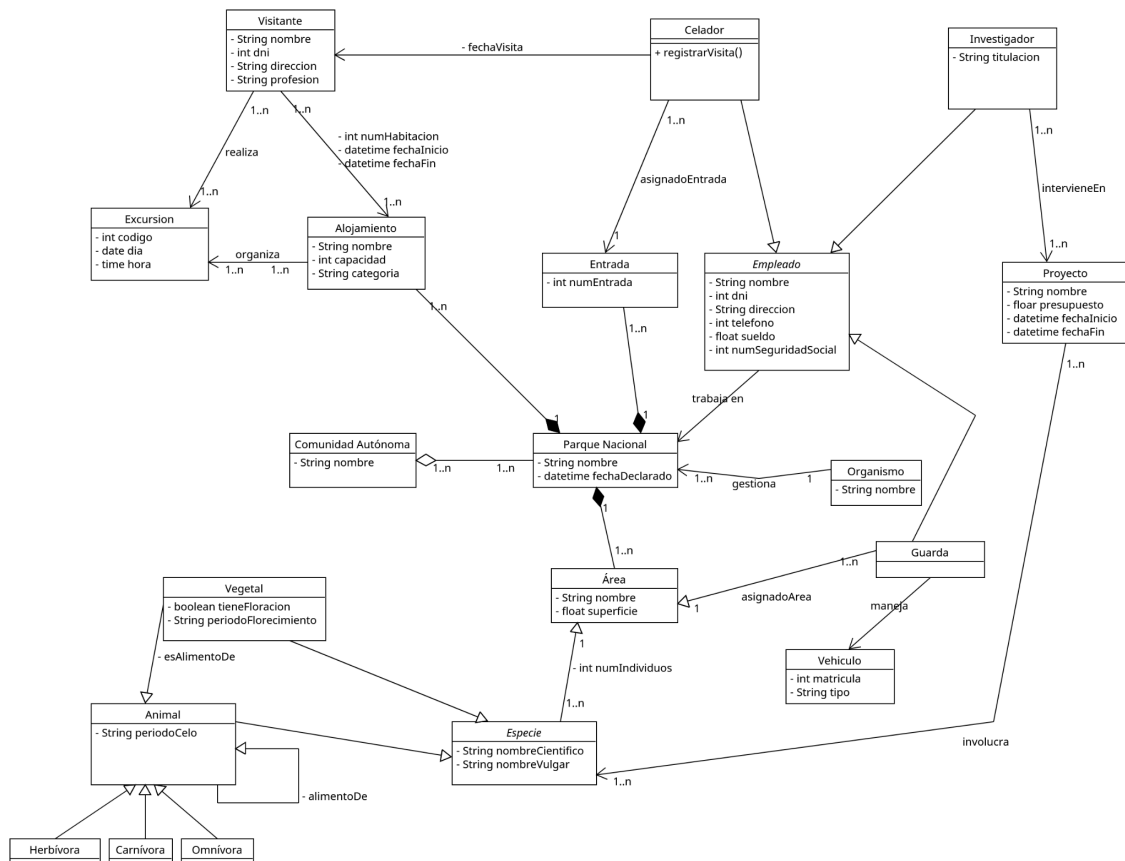 Visitante
- String nombre
- int dni
- String direccion
- String profesion
- fechaVisita
Celador
+ registrarVisita()
Investigador
- String titulacion
1..n
1..n
- int numHabitacion
- datetime fechaInicio
- datetime fechaFin
realiza
1..n
1..n
1..n
asignadoEntrada
1
1..n
intervieneEn
1..n
Excursion
- int codigo
- date dia
- time hora
organiza
1..n
1..n
Alojamiento
- String nombre
- int capacidad
- String categoria
1..n
Entrada
- int numEntrada
1..n
Empleado
- String nombre
- int dni
- String direccion
- int telefono
- float sueldo
- int numSeguridadSocial
Proyecto
- String nombre
- floar presupuesto
- datetime fechaInicio
- datetime fechaFin
1..n
trabaja en
1
1
Comunidad Autónoma
- String nombre
1..n
1..n
Parque Nacional
- String nombre
- datetime fechaDeclarado
1..n
gestiona
1
Organismo
- String nombre
1
1..n
Guarda
1..n
asignadoArea
1
maneja
Área
- String nombre
- float superficie
Vegetal
- boolean tieneFloracion
- String periodoFlorecimiento
- esAlimentoDe
1
- int numIndividuos
1..n
Vehiculo
- int matricula
- String tipo
Animal
- String periodoCelo
- alimentoDe
Especie
- String nombreCientifico
- String nombreVulgar
1..n
involucra
Herbívora
Carnívora
Omnívora